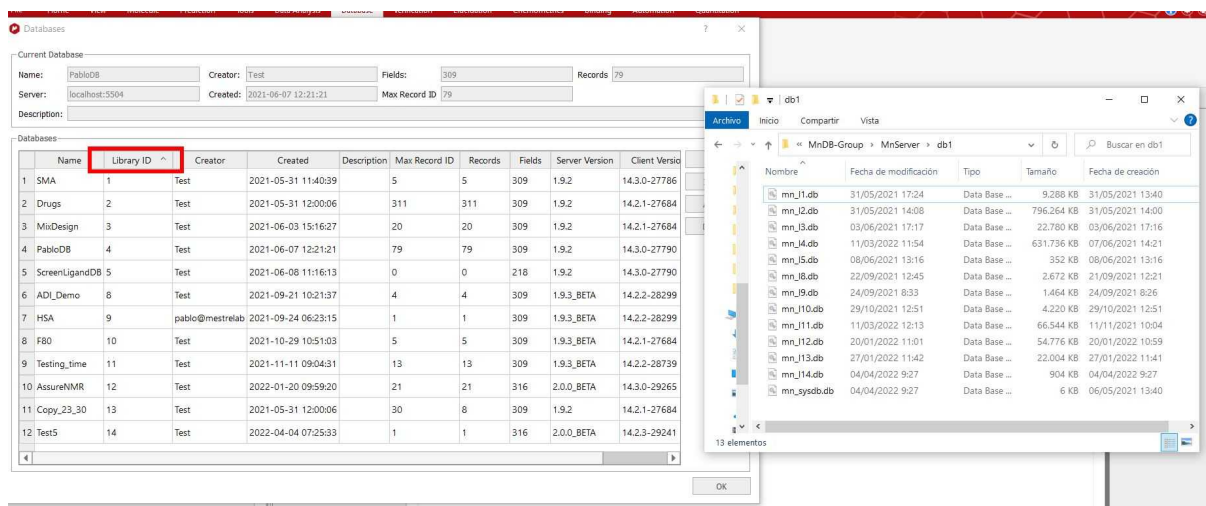 Home View Molecule Prediction Tools Data Analysis Database Verification Elucidation Chemometrics Binding Automation Quantitation
Databases ? ×
Current Database
Name: PabloDB Creator: Test Fields: 309 Records 79
Server: localhost:5504 Created: 2021-06-07 12:21:21 Max Record ID 79
Description:
Databases
Name Library ID Creator Created Description Max Record ID Records Fields Server Version Client Versio
1 SMA 1 Test 2021-05-31 11:40:39 5 5 309 1.9.2 14.3.0-27786
2 Drugs 2 Test 2021-05-31 12:00:06 311 311 309 1.9.2 14.2.1-27684
3 MixDesign 3 Test 2021-06-03 15:16:27 20 20 309 1.9.2 14.2.1-27684
4 PabloDB 4 Test 2021-06-07 12:21:21 79 79 309 1.9.2 14.3.0-27790
5 ScreenLigandDB 5 Test 2021-06-08 11:16:13 0 0 218 1.9.2 14.3.0-27790
6 ADI_Demo 8 Test 2021-09-21 10:21:37 4 4 309 1.9.3_BETA 14.2.2-28299
7 HSA 9 pablo@mestrelab 2021-09-24 06:23:15 1 1 309 1.9.3_BETA 14.2.2-28299
8 F80 10 Test 2021-10-29 10:51:03 5 5 309 1.9.3_BETA 14.2.1-27684
9 Testing_time 11 Test 2021-11-11 09:04:31 13 13 309 1.9.3_BETA 14.2.2-28739
10 AssureNMR 12 Test 2022-01-20 09:59:20 21 21 316 2.0.0_BETA 14.3.0-29265
11 Copy_23_30 13 Test 2021-05-31 12:00:06 30 8 309 1.9.2 14.2.1-27684
12 Test5 14 Test 2022-04-04 07:25:33 1 1 316 2.0.0_BETA 14.2.3-29241
OK
db1
Archivo Inicio Compartir Vista
« MnDB-Group > MnServer > db1 Buscar en db1
Nombre Fecha de modificación Tipo Tamaño Fecha de creación
mn_l1.db 31/05/2021 17:24 Data Base ... 9.288 KB 31/05/2021 13:40
mn_l2.db 31/05/2021 14:08 Data Base ... 796.264 KB 31/05/2021 14:00
mn_l3.db 03/06/2021 17:17 Data Base ... 22.780 KB 03/06/2021 17:16
mn_l4.db 11/03/2022 11:54 Data Base ... 631.736 KB 07/06/2021 14:21
mn_l5.db 08/06/2021 13:16 Data Base ... 352 KB 08/06/2021 13:16
mn_l8.db 22/09/2021 12:45 Data Base ... 2.672 KB 21/09/2021 12:21
mn_l9.db 24/09/2021 8:33 Data Base ... 1.464 KB 24/09/2021 8:26
mn_l10.db 29/10/2021 12:51 Data Base ... 4.220 KB 29/10/2021 12:51
mn_l11.db 11/03/2022 12:13 Data Base ... 66.544 KB 11/11/2021 10:04
mn_l12.db 20/01/2022 11:01 Data Base ... 54.776 KB 20/01/2022 10:59
mn_l13.db 27/01/2022 11:42 Data Base ... 22.004 KB 27/01/2022 11:41
mn_l14.db 04/04/2022 9:27 Data Base ... 904 KB 04/04/2022 9:27
mn_sysdb.db 04/04/2022 9:27 Data Base ... 6 KB 06/05/2021 13:40
13 elementos